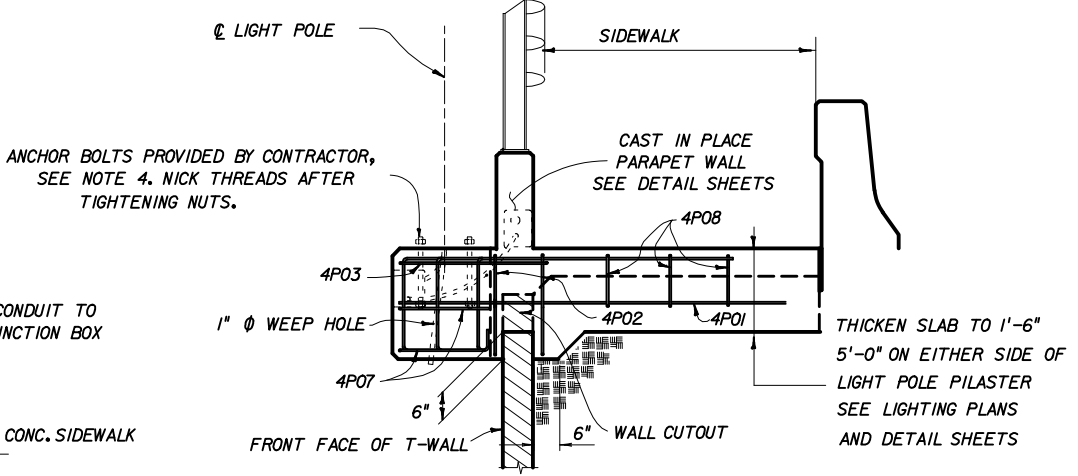 ℄ LIGHT POLE
SIDEWALK
ANCHOR BOLTS PROVIDED BY CONTRACTOR,
SEE NOTE 4. NICK THREADS AFTER
TIGHTENING NUTS.
CAST IN PLACE
PARAPET WALL
SEE DETAIL SHEETS
4P08
4P03
CONDUIT TO
NCTION BOX
1" Φ WEEP HOLE
4P02
4P01
THICKEN SLAB TO 1'-6"
5'-0" ON EITHER SIDE OF
LIGHT POLE PILASTER
SEE LIGHTING PLANS
AND DETAIL SHEETS
4P07
6"
CONC. SIDEWALK
FRONT FACE OF T-WALL
6"
WALL CUTOUT